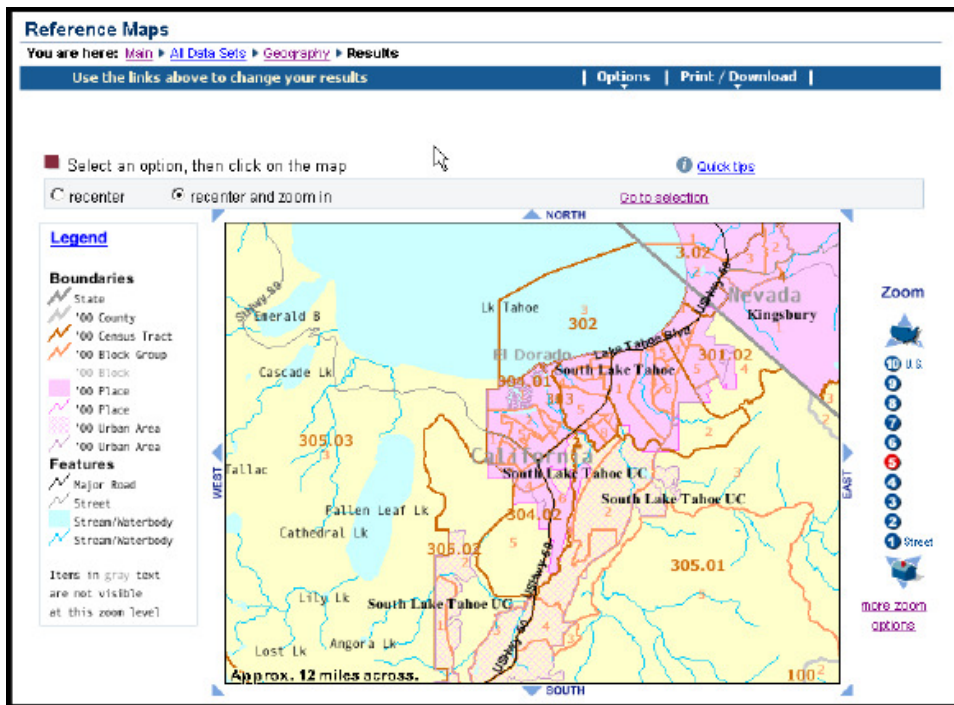 Reference Maps
You are here: Main ▸ All Data Sets ▸ Geography ▸ Results
Use the links above to change your results | Options | Print / Download |
Select an option, then click on the map
Quick tips
recenter
recenter and zoom in
Go to selection
Legend
Boundaries
State
'00 County
'00 Census Tract
'00 Block Group
'00 Block
'00 Place
'00 Place
'00 Urban Area
'00 Urban Area
Features
Major Road
Street
Stream/Waterbody
Stream/Waterbody
Items in gray text
are not visible
at this zoom level
NORTH
WEST
EAST
SOUTH
3.02
Nevada
Kingsbury
Emerald B
Lk Tahoe
3
302
Lake Tahoe Blvd
El Dorado
301.02
South Lake Tahoe
Cascade Lk
304.01
303
305.03
3
California
South Lake Tahoe UC
South Lake Tahoe UC
Tallac
Fallen Leaf Lk
304.02
Cathedral Lk
5
305.02
305.01
3
Lily Lk
South Lake Tahoe UC
USHwy 50
Angora Lk
Lost Lk
100
Approx. 12 miles across.
Zoom
10 U.S.
9
8
7
6
5
4
3
2
1 Street
more zoom
options